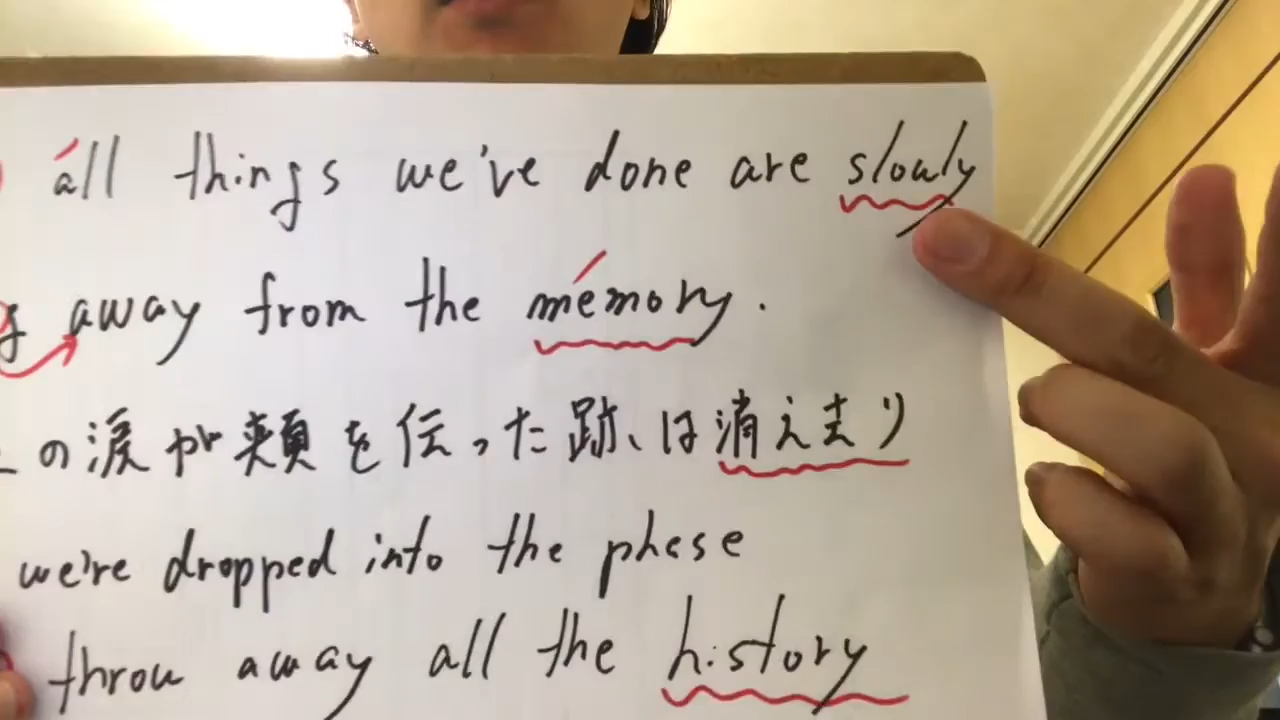 all things we've done are slowly
away from the memory.
の涙が頬を伝った跡、は消えまり
we're dropped into the phese
throw away all the history